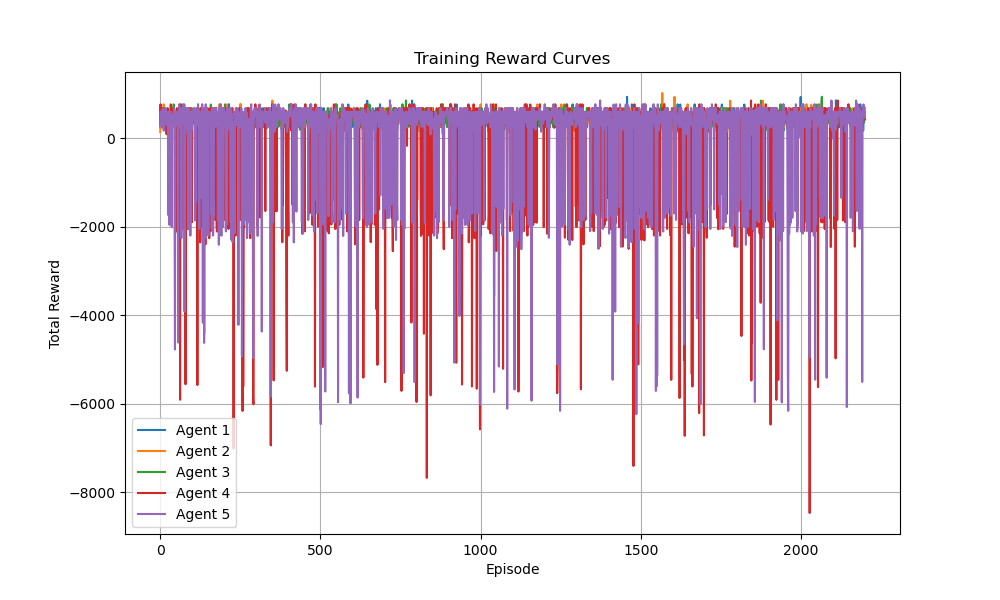 Training Reward Curves
Total Reward
0
−2000
−4000
−6000
−8000
Agent 1
Agent 2
Agent 3
Agent 4
Agent 5
0 500 1000 1500 2000
Episode